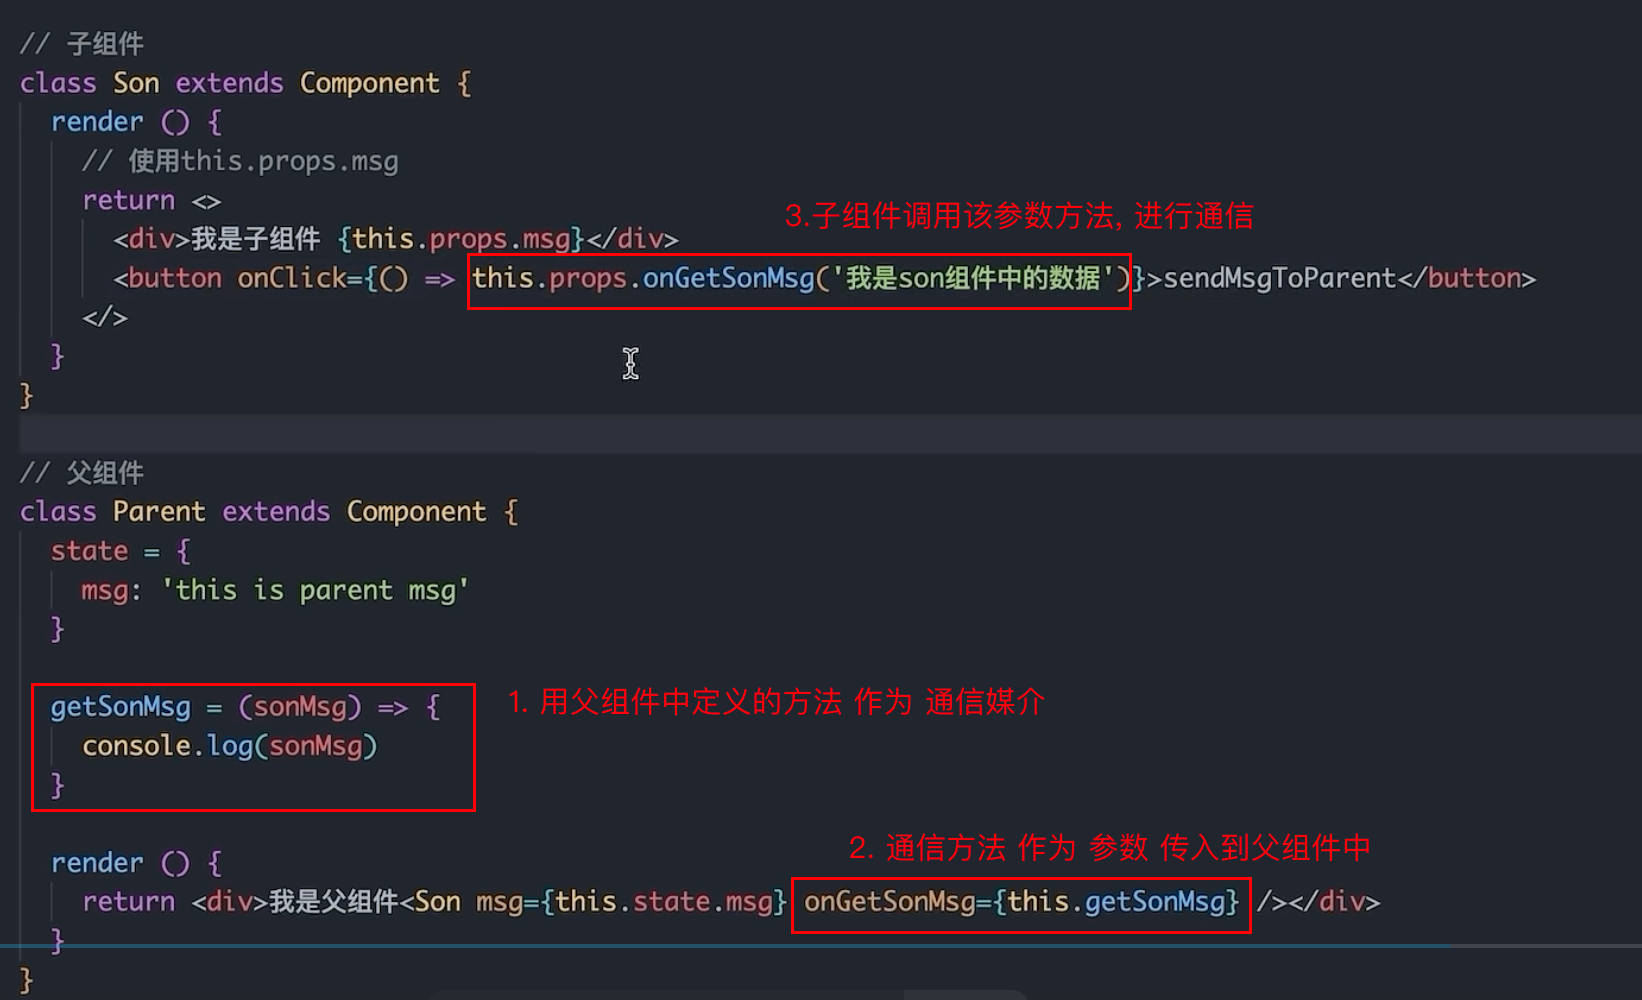 // 子组件
class Son extends Component {
render () {
// 使用this.props.msg
return <>
3.子组件调用该参数方法, 进行通信
<div>我是子组件 {this.props.msg}</div>
<button onClick={() => this.props.onGetSonMsg('我是son组件中的数据')}>sendMsgToParent</button>
</>
}
}
// 父组件
class Parent extends Component {
state = {
msg: 'this is parent msg'
}
getSonMsg = (sonMsg) => {
1. 用父组件中定义的方法 作为 通信媒介
console.log(sonMsg)
}
2. 通信方法 作为 参数 传入到父组件中
render () {
return <div>我是父组件<Son msg={this.state.msg} onGetSonMsg={this.getSonMsg} /></div>
}
}